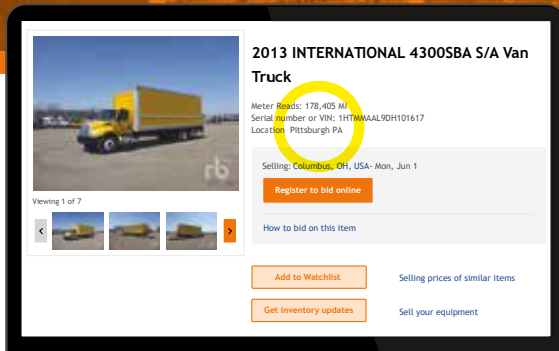 2013 INTERNATIONAL 4300SBA S/A Van
Truck
Meter Reads: 178,405 MI
Serial number or VIN: 1HTMMAAL9DH101617
Location Pittsburgh PA
rb
Selling: Columbus, OH, USA- Mon, Jun 1
Register to bid online
Viewing 1 of 7
How to bid on this item
Add to Watchlist
Selling prices of similar items
Get inventory updates
Sell your equipment